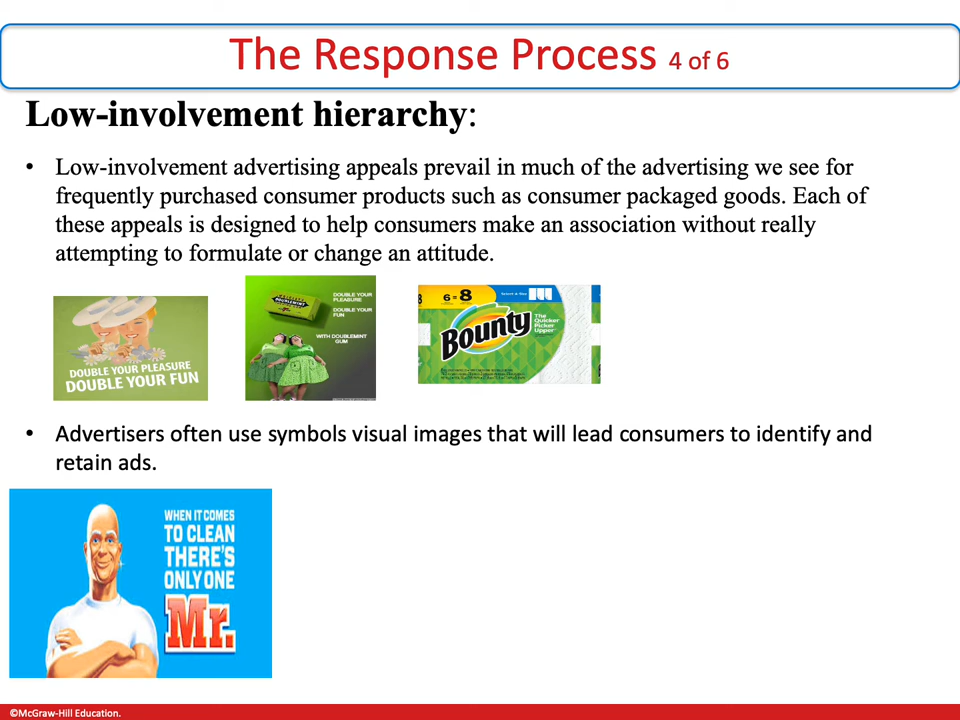 The Response Process 4 of 6
Low-involvement hierarchy:
• Low-involvement advertising appeals prevail in much of the advertising we see for
frequently purchased consumer products such as consumer packaged goods. Each of
these appeals is designed to help consumers make an association without really
attempting to formulate or change an attitude.
DOUBLE YOUR PLEASURE
DOUBLE YOUR FUN
DOUBLEMINT
DOUBLE YOUR
PLEASURE
DOUBLE YOUR
FUN
WITH DOUBLEMINT
GUM
8
6=8
Select-A-Size
Bounty
The
Quicker
Picker
Upper
• Advertisers often use symbols visual images that will lead consumers to identify and
retain ads.
WHEN IT COMES
TO CLEAN
THERE'S
ONLY ONE
Mr.
©McGraw-Hill Education.